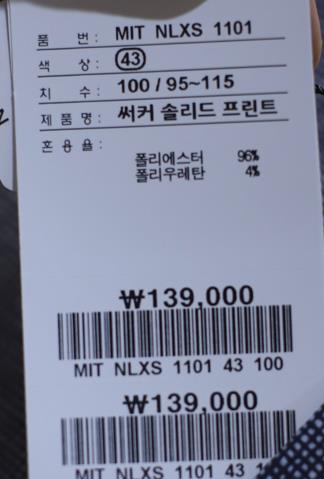 품 번 : MIT NLXS 1101
색 상 : 43
치 수 : 100 / 95~115
제 품 명 : 써커 솔리드 프린트
혼 용 율 :
폴리에스터 96%
폴리우레탄 4%
₩139,000
MIT NLXS 1101 43 100
₩139,000
MIT NLXS 1101 43